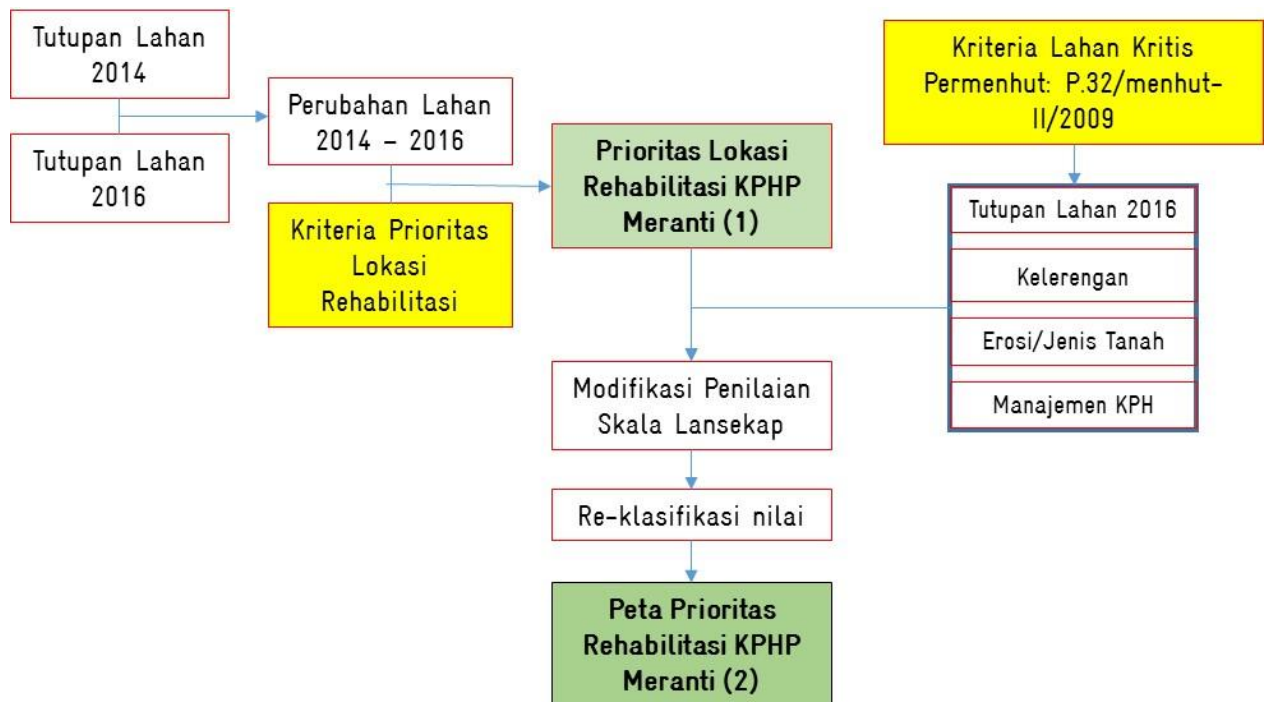 Tutupan Lahan
2014
Tutupan Lahan
2016
Perubahan Lahan
2014 – 2016
Kriteria Prioritas
Lokasi
Rehabilitasi
Prioritas Lokasi
Rehabilitasi KPHP
Meranti (1)
Kriteria Lahan Kritis
Permenhut: P.32/menhut-
II/2009
Tutupan Lahan 2016
Kelerengan
Erosi/Jenis Tanah
Manajemen KPH
Modifikasi Penilaian
Skala Lansekap
Re-klasifikasi nilai
Peta Prioritas
Rehabilitasi KPHP
Meranti (2)